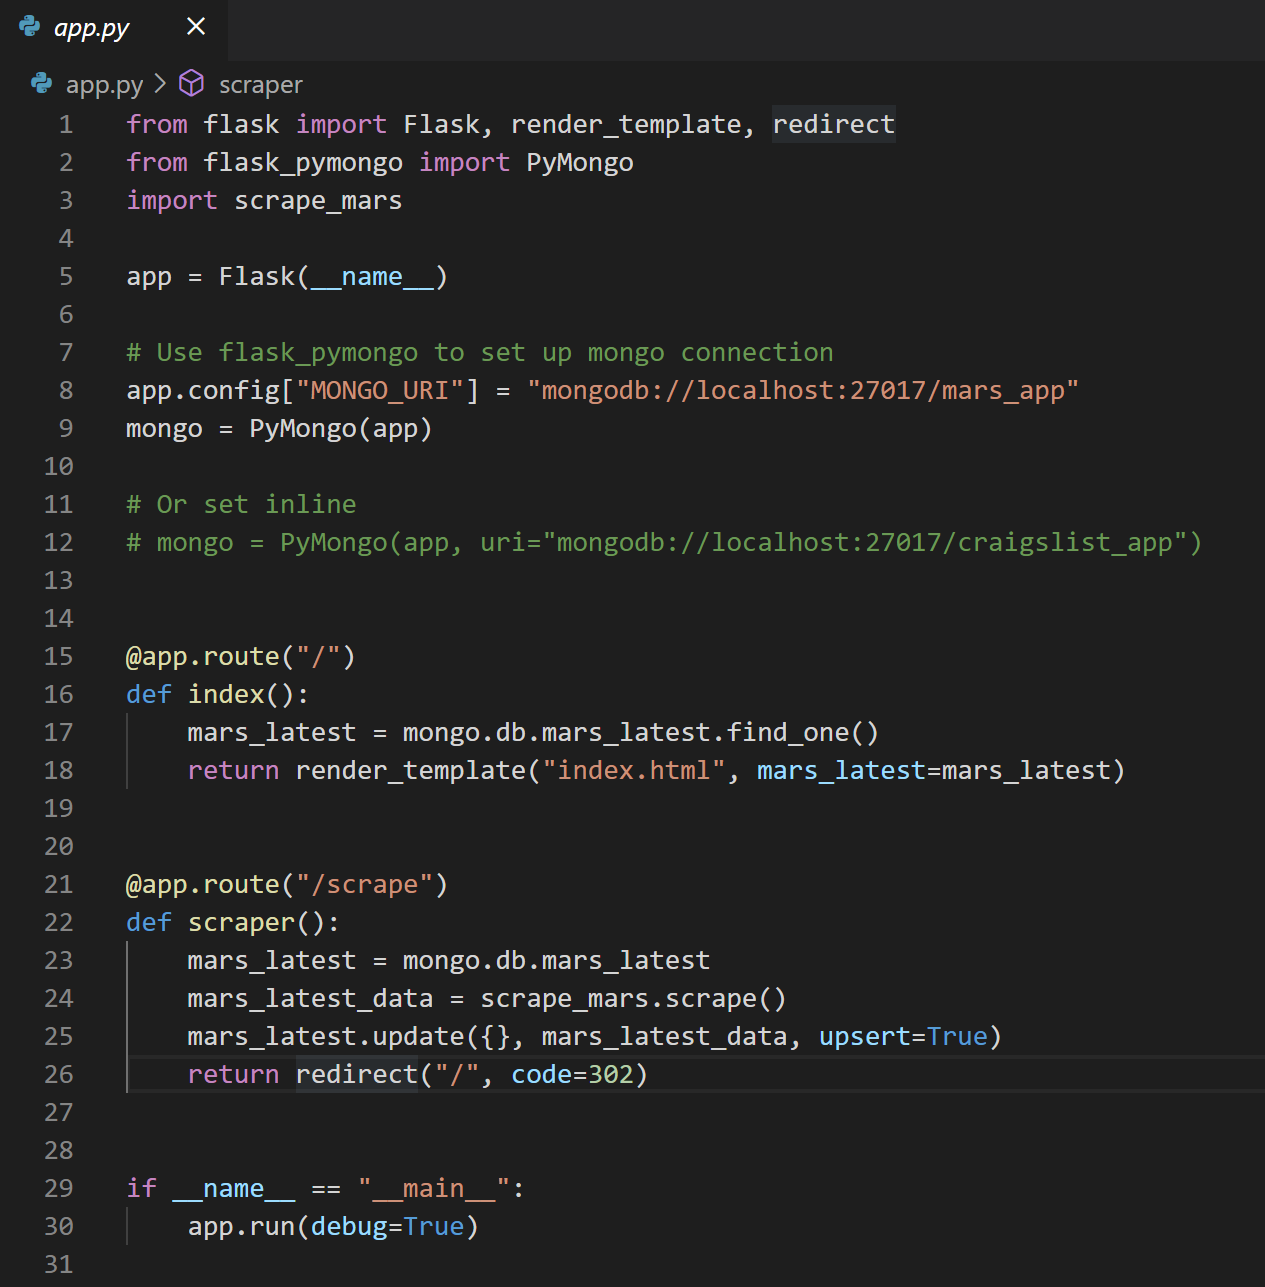 app.py
app.py > scraper
1 from flask import Flask, render_template, redirect
2 from flask_pymongo import PyMongo
3 import scrape_mars
4
5 app = Flask(__name__)
6
7 # Use flask_pymongo to set up mongo connection
8 app.config["MONGO_URI"] = "mongodb://localhost:27017/mars_app"
9 mongo = PyMongo(app)
10
11 # Or set inline
12 # mongo = PyMongo(app, uri="mongodb://localhost:27017/craigslist_app")
13
14
15 @app.route("/")
16 def index():
17     mars_latest = mongo.db.mars_latest.find_one()
18     return render_template("index.html", mars_latest=mars_latest)
19
20
21 @app.route("/scrape")
22 def scraper():
23     mars_latest = mongo.db.mars_latest
24     mars_latest_data = scrape_mars.scrape()
25     mars_latest.update({}, mars_latest_data, upsert=True)
26     return redirect("/", code=302)
27
28
29 if __name__ == "__main__":
30     app.run(debug=True)
31